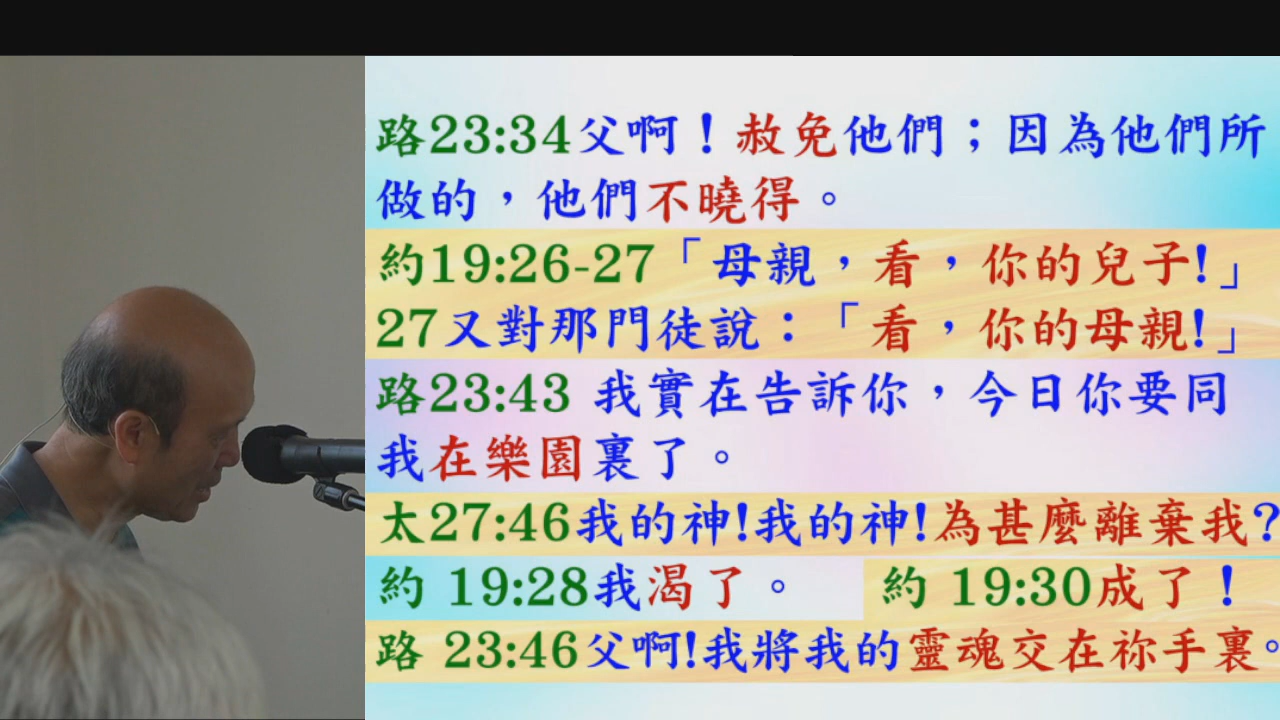 路23:34父啊！赦免他們；因為他們所
做的，他們不曉得。
約19:26-27「母親，看，你的兒子!」
27又對那門徒說：「看，你的母親!」
路23:43 我實在告訴你，今日你要同
我在樂園裏了。
太27:46我的神!我的神!為甚麼離棄我?
約 19:28我渴了。 約 19:30成了！
路 23:46父啊!我將我的靈魂交在祢手裏。